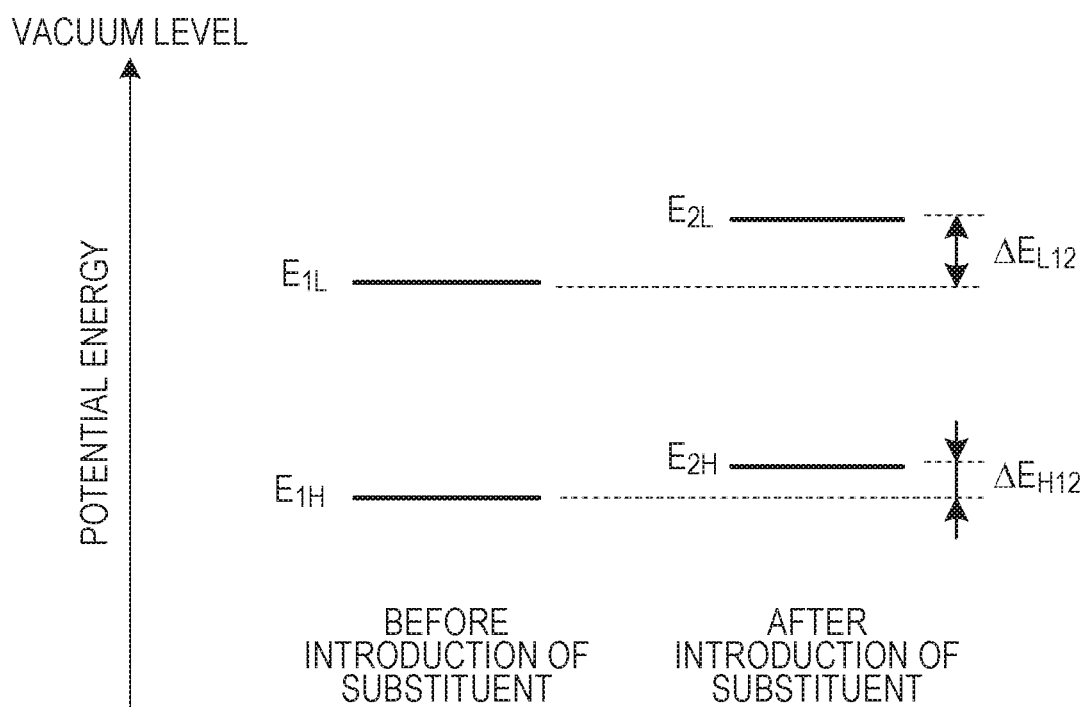 VACUUM LEVEL
POTENTIAL ENERGY
E1L
E2L
ΔEL12
E1H
E2H
ΔEH12
BEFORE
INTRODUCTION OF
SUBSTITUENT
AFTER
INTRODUCTION OF
SUBSTITUENT